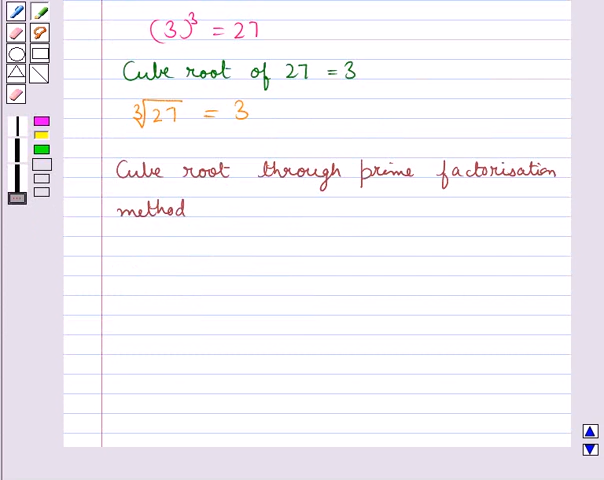 (3)³ = 27
Cube root of 27 = 3
∛27 = 3
Cube root through prime factorisation
method